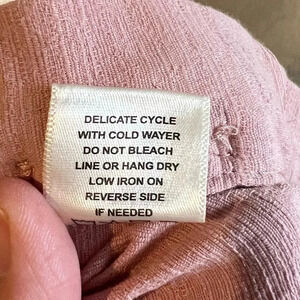 DELICATE CYCLE
WITH COLD WAYER
DO NOT BLEACH
LINE OR HANG DRY
LOW IRON ON
REVERSE SIDE
IF NEEDED